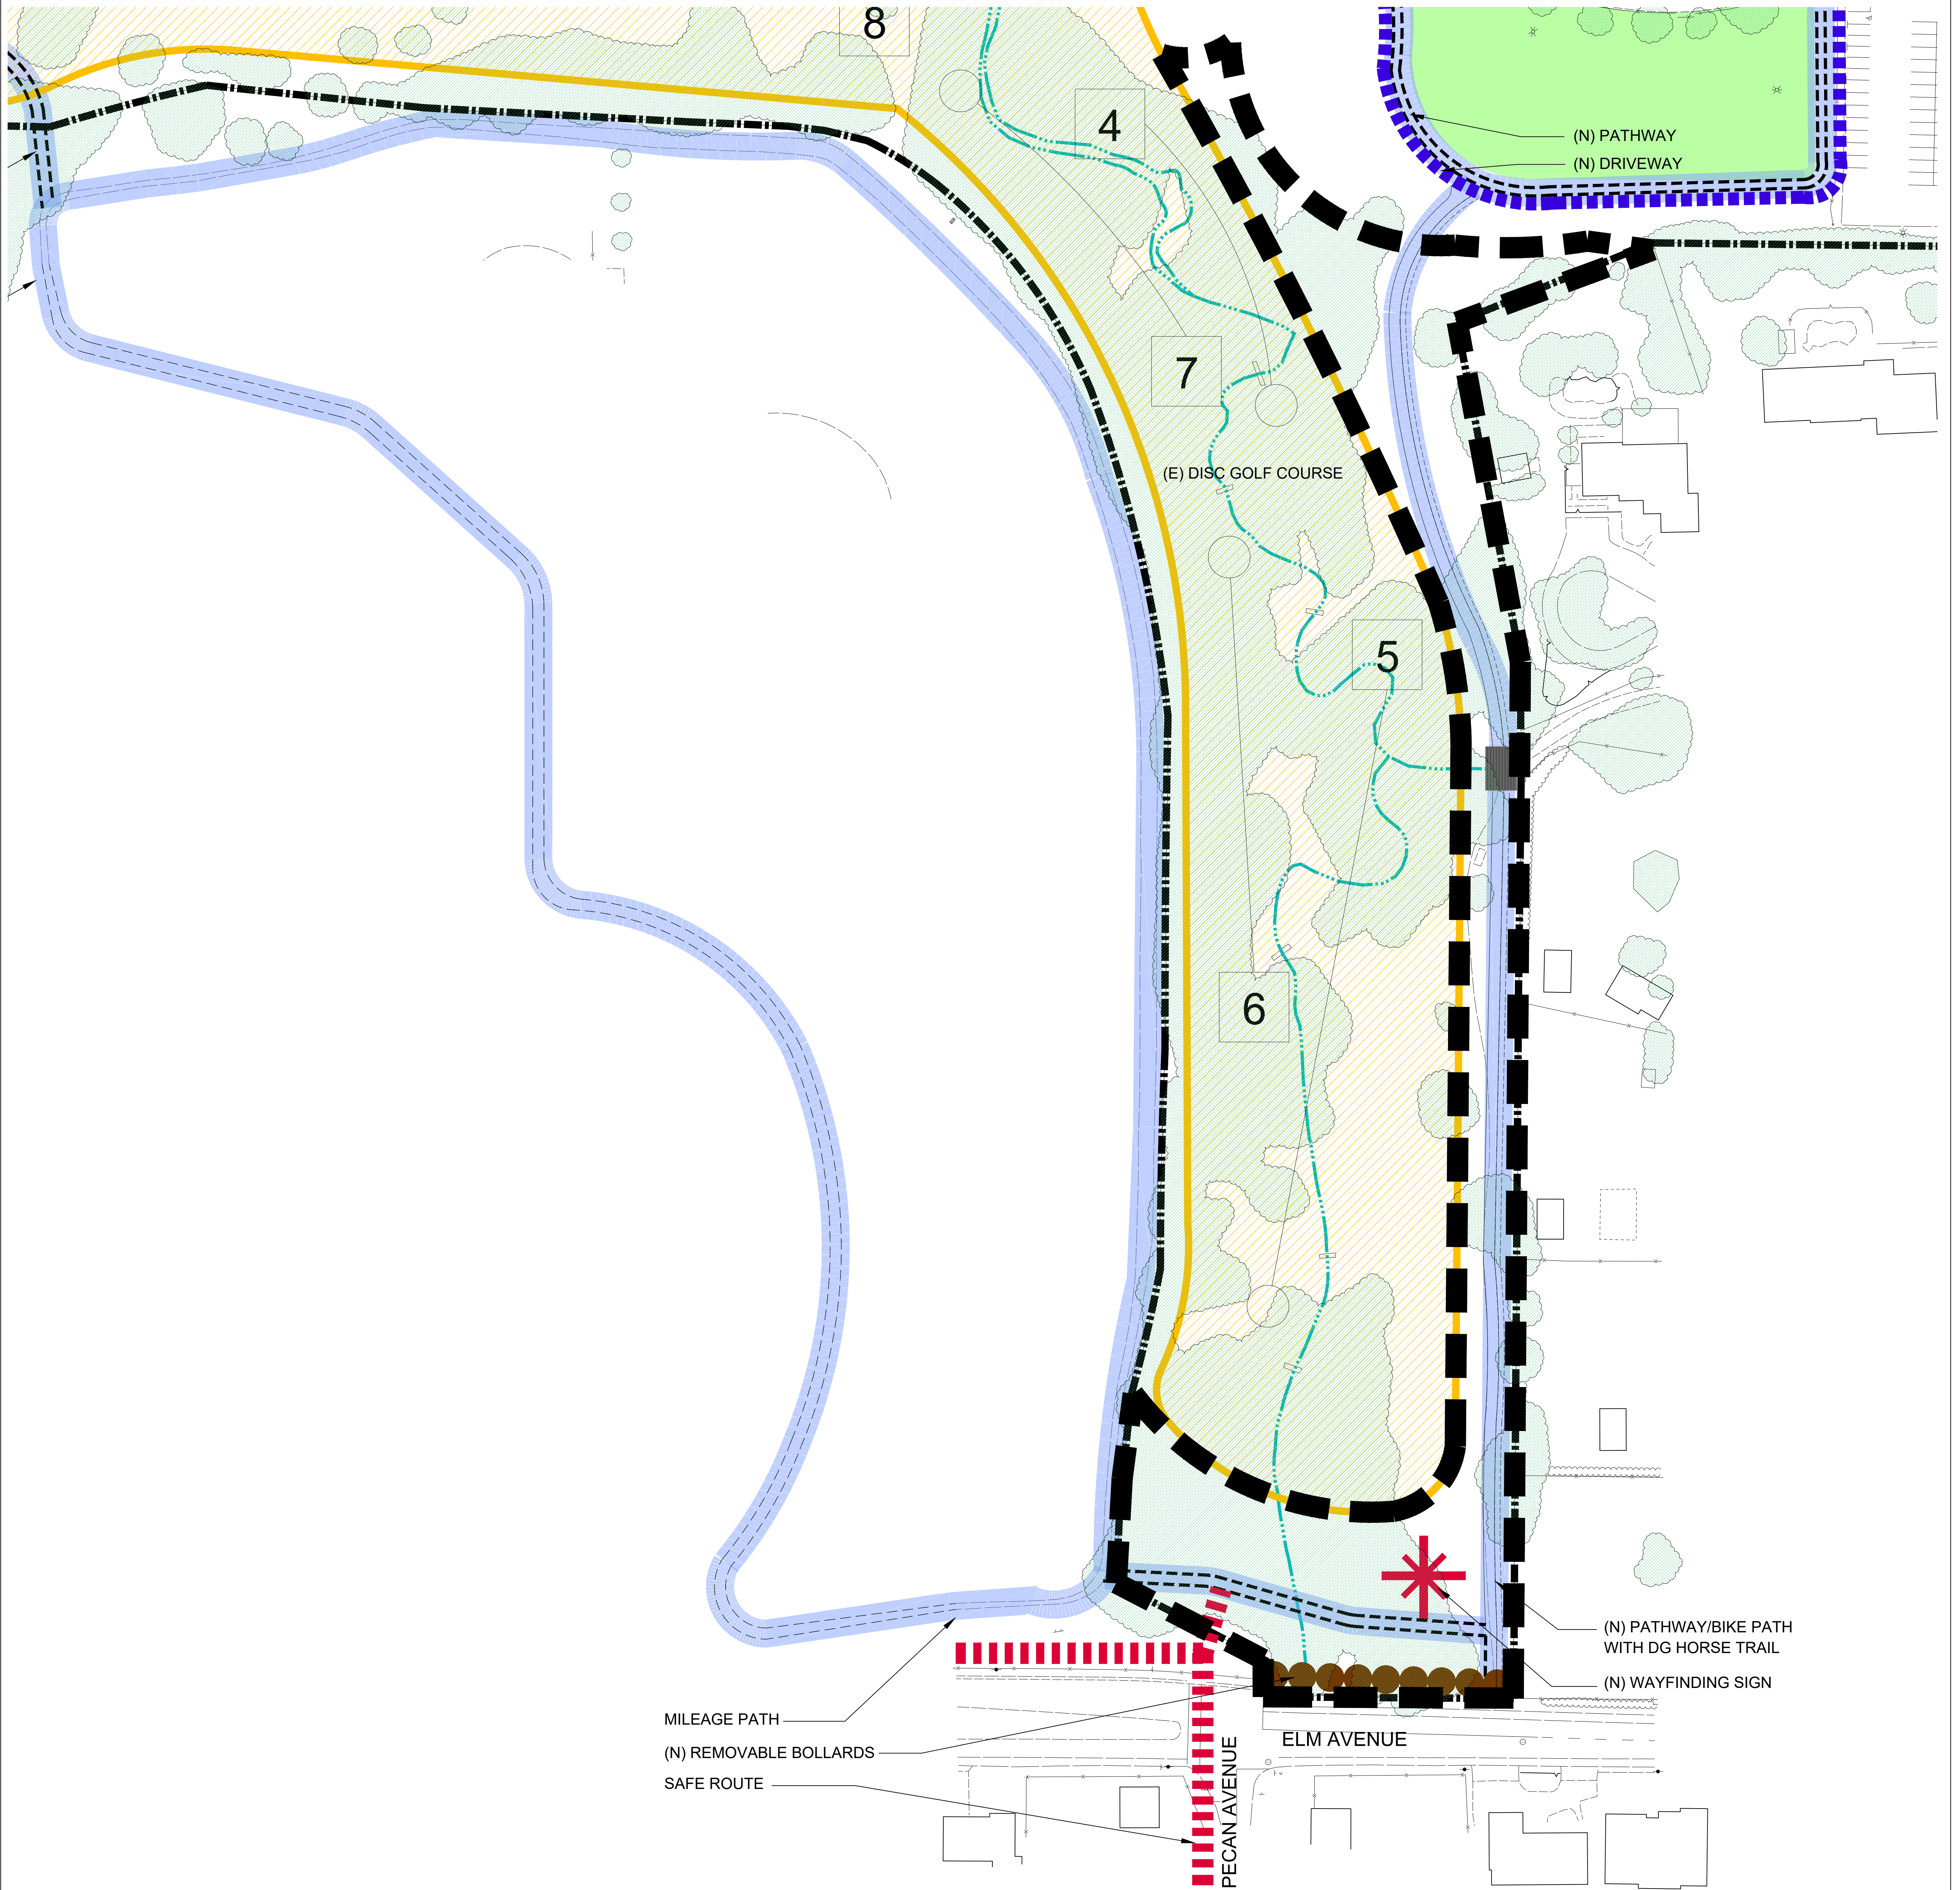 8
4
(N) PATHWAY
(N) DRIVEWAY
7
(E) DISC GOLF COURSE
5
6
(N) PATHWAY/BIKE PATH
WITH DG HORSE TRAIL
(N) WAYFINDING SIGN
MILEAGE PATH
(N) REMOVABLE BOLLARDS
SAFE ROUTE
ELM AVENUE
PECAN AVENUE